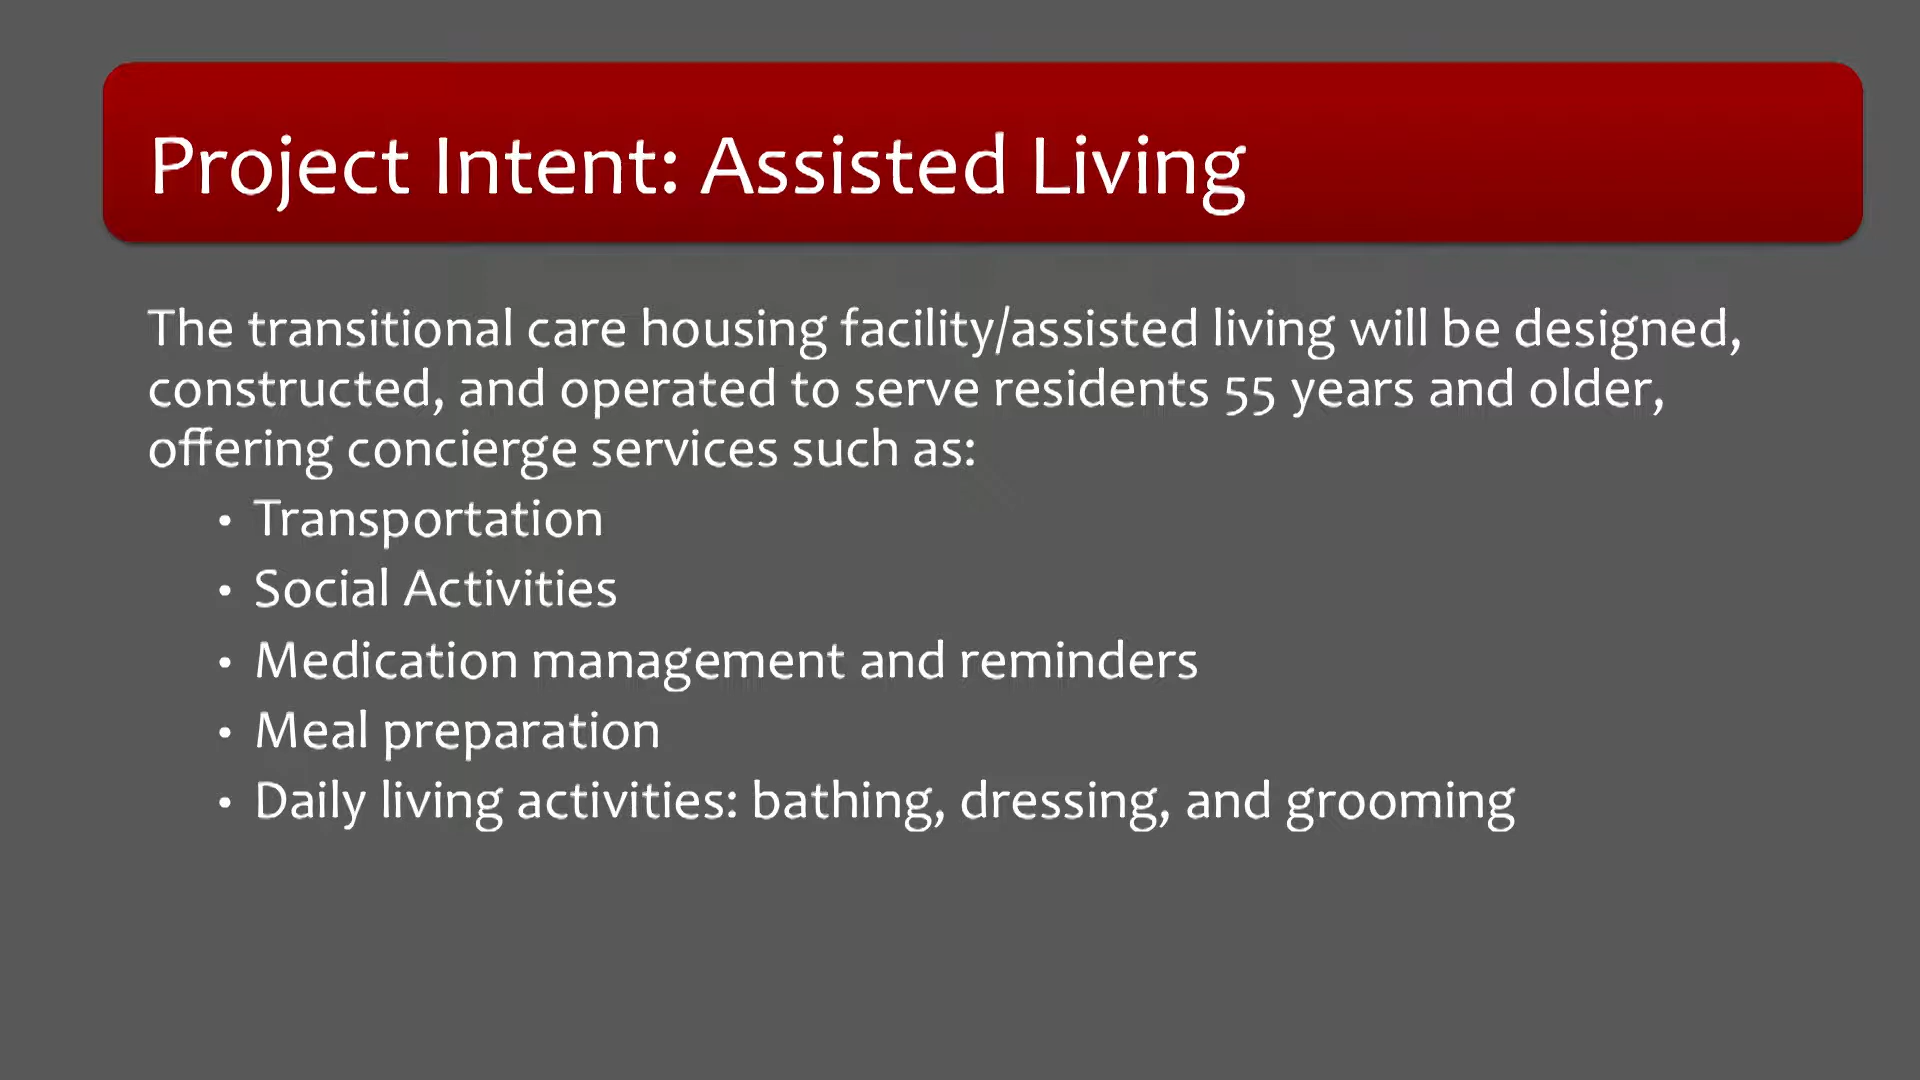 Project Intent: Assisted Living
The transitional care housing facility/assisted living will be designed,
constructed, and operated to serve residents 55 years and older,
offering concierge services such as:
• Transportation
• Social Activities
• Medication management and reminders
• Meal preparation
• Daily living activities: bathing, dressing, and grooming